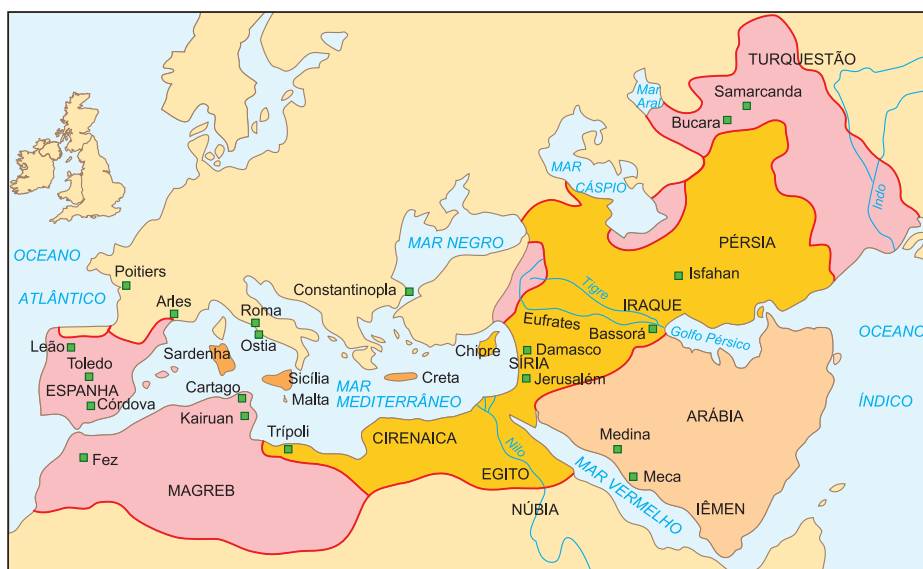 TURQUESTÃO
Mar
Aral
Samarcanda
Bucara
MAR
CÁSPIO
Indo
OCEANO
ATLÂNTICO
MAR NEGRO
PÉRSIA
Poitiers
Constantinopla
Isfahan
Tigre
Arles
Roma
Ostia
IRAQUE
Eufrates
Bassorá
Golfo Pérsico
OCEANO
ÍNDICO
Leão
Toledo
ESPANHA
Córdova
Sardenha
Chipre
Damasco
SÍRIA
Jerusalém
Cartago
Sicília
Malta
MAR
MEDITERRÂNEO
Creta
Kairuan
Trípoli
CIRENAICA
ARÁBIA
Medina
Meca
Fez
EGITO
Nilo
MAGREB
NÚBIA
MAR VERMELHO
IÊMEN